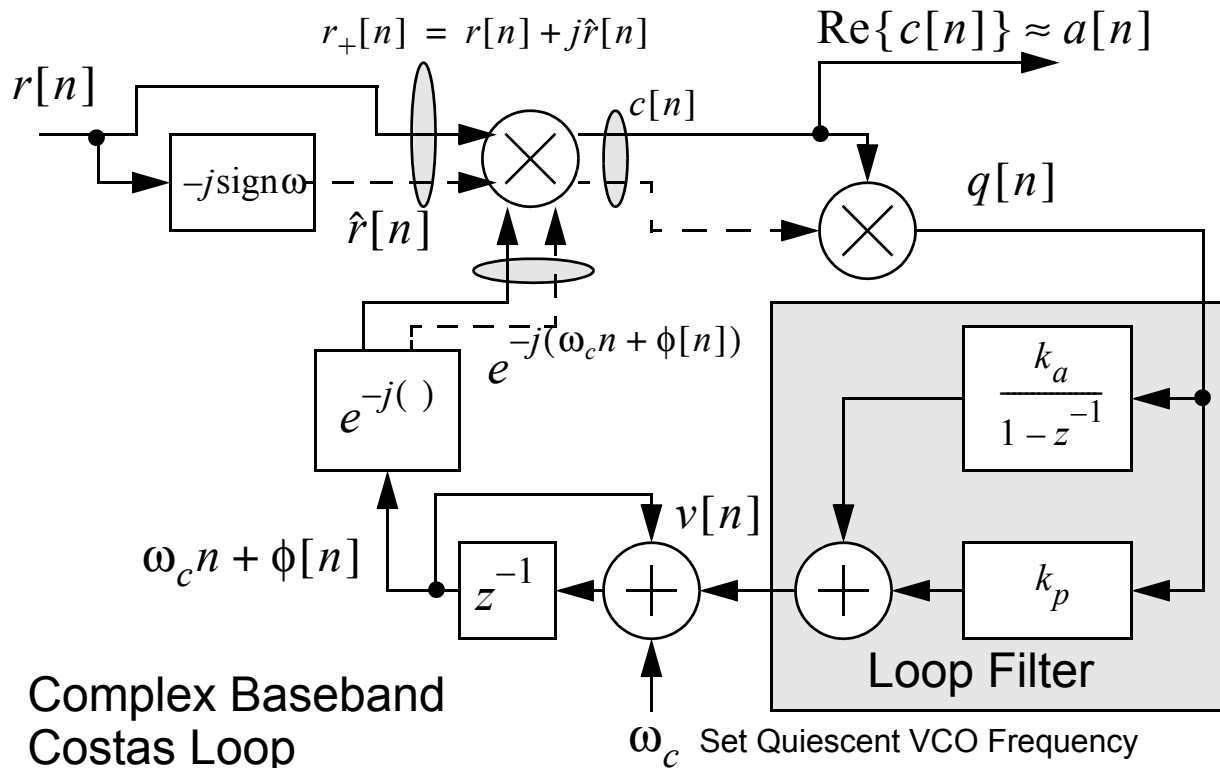 r₊[n] = r[n] + jr̂[n]
Re{c[n]} ≈ a[n]
r[n]
c[n]
–jsignω
r̂[n]
q[n]
e^{–j(ω_c n + φ[n])}
e^{–j( )}
k_a
1 – z^{–1}
v[n]
ω_c n + φ[n]
z^{–1}
k_p
Loop Filter
Complex Baseband
Costas Loop
ω_c Set Quiescent VCO Frequency